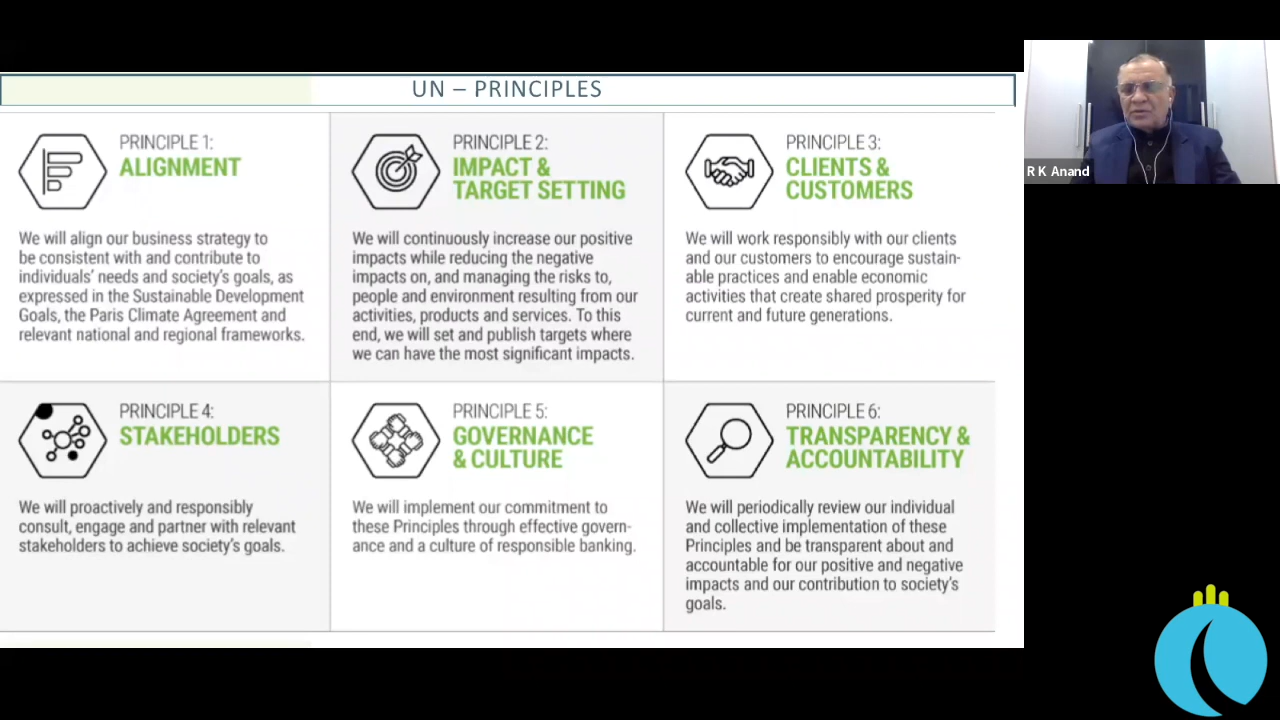 UN – PRINCIPLES
PRINCIPLE 1:
ALIGNMENT
We will align our business strategy to
be consistent with and contribute to
individuals' needs and society's goals, as
expressed in the Sustainable Development
Goals, the Paris Climate Agreement and
relevant national and regional frameworks.
PRINCIPLE 2:
IMPACT &
TARGET SETTING
We will continuously increase our positive
impacts while reducing the negative
impacts on, and managing the risks to,
people and environment resulting from our
activities, products and services. To this
end, we will set and publish targets where
we can have the most significant impacts.
PRINCIPLE 3:
CLIENTS &
CUSTOMERS
We will work responsibly with our clients
and our customers to encourage sustain-
able practices and enable economic
activities that create shared prosperity for
current and future generations.
PRINCIPLE 4:
STAKEHOLDERS
We will proactively and responsibly
consult, engage and partner with relevant
stakeholders to achieve society's goals.
PRINCIPLE 5:
GOVERNANCE
& CULTURE
We will implement our commitment to
these Principles through effective govern-
ance and a culture of responsible banking.
PRINCIPLE 6:
TRANSPARENCY &
ACCOUNTABILITY
We will periodically review our individual
and collective implementation of these
Principles and be transparent about and
accountable for our positive and negative
impacts and our contribution to society's
goals.
R K Anand